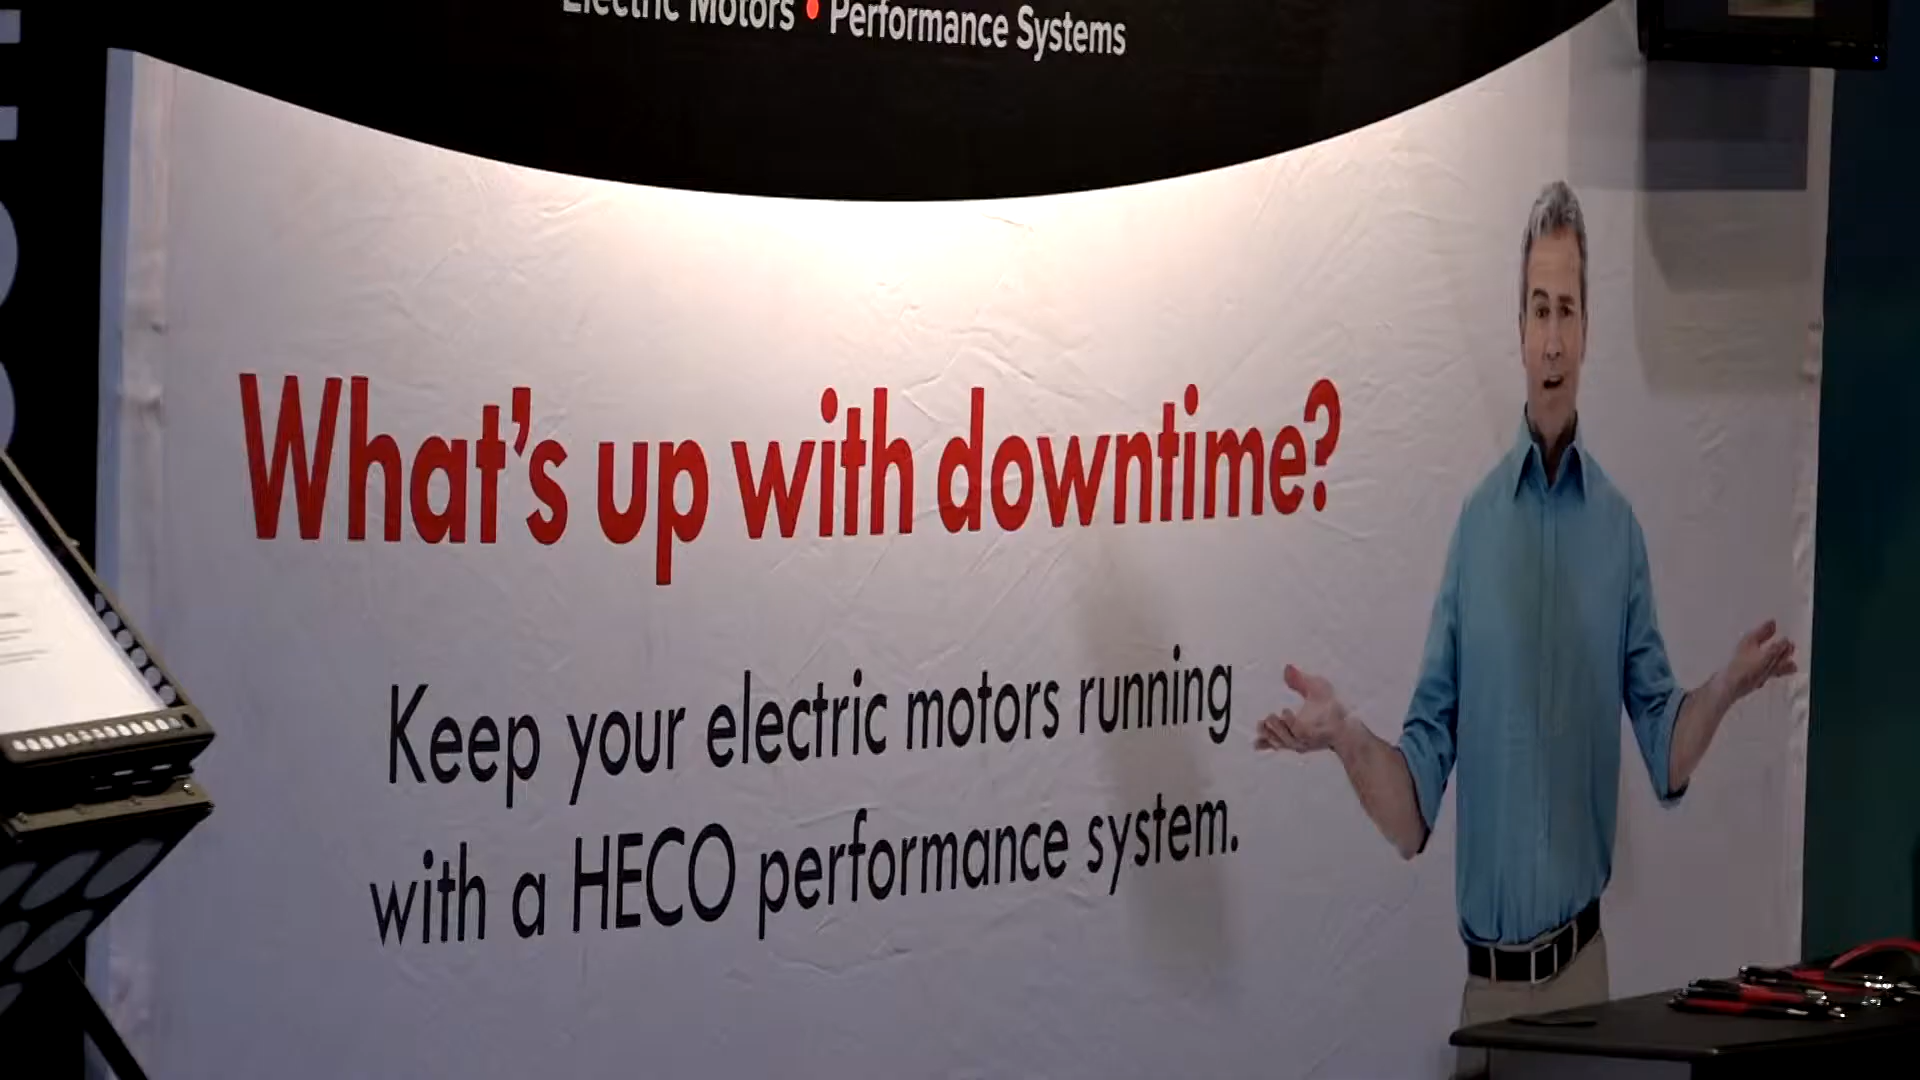 Electric Motors • Performance Systems
What's up with downtime?
Keep your electric motors running
with a HECO performance system.